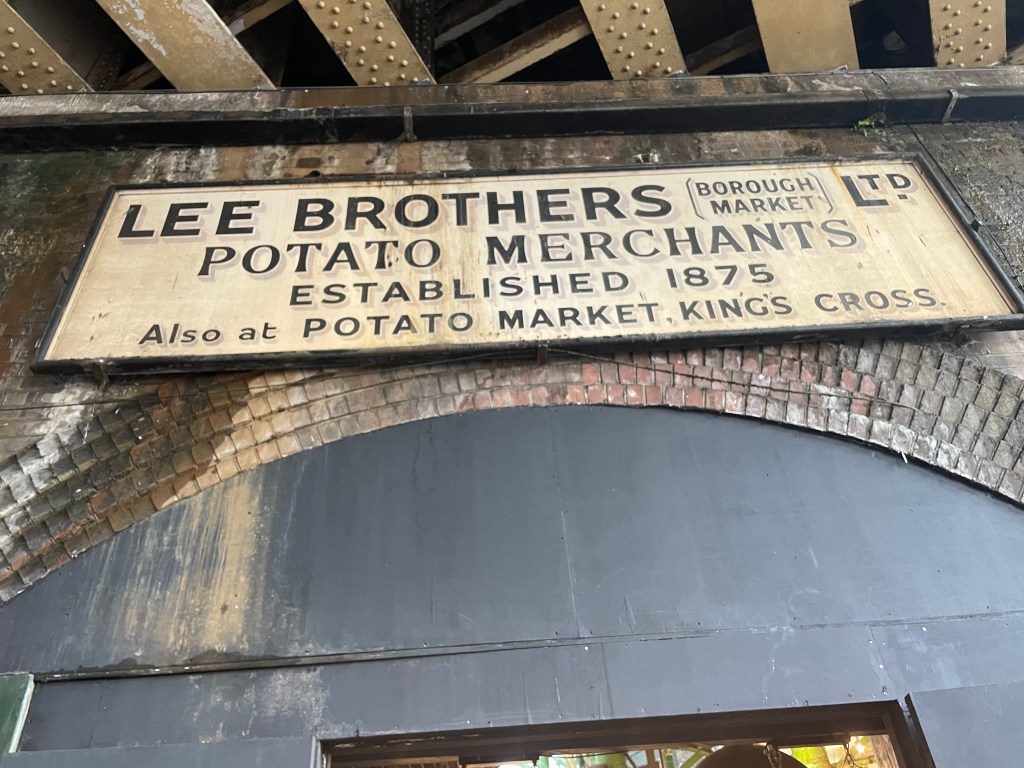 LEE BROTHERS (BOROUGH MARKET) LTD
POTATO MERCHANTS
ESTABLISHED 1875
Also at POTATO MARKET, KING'S CROSS.